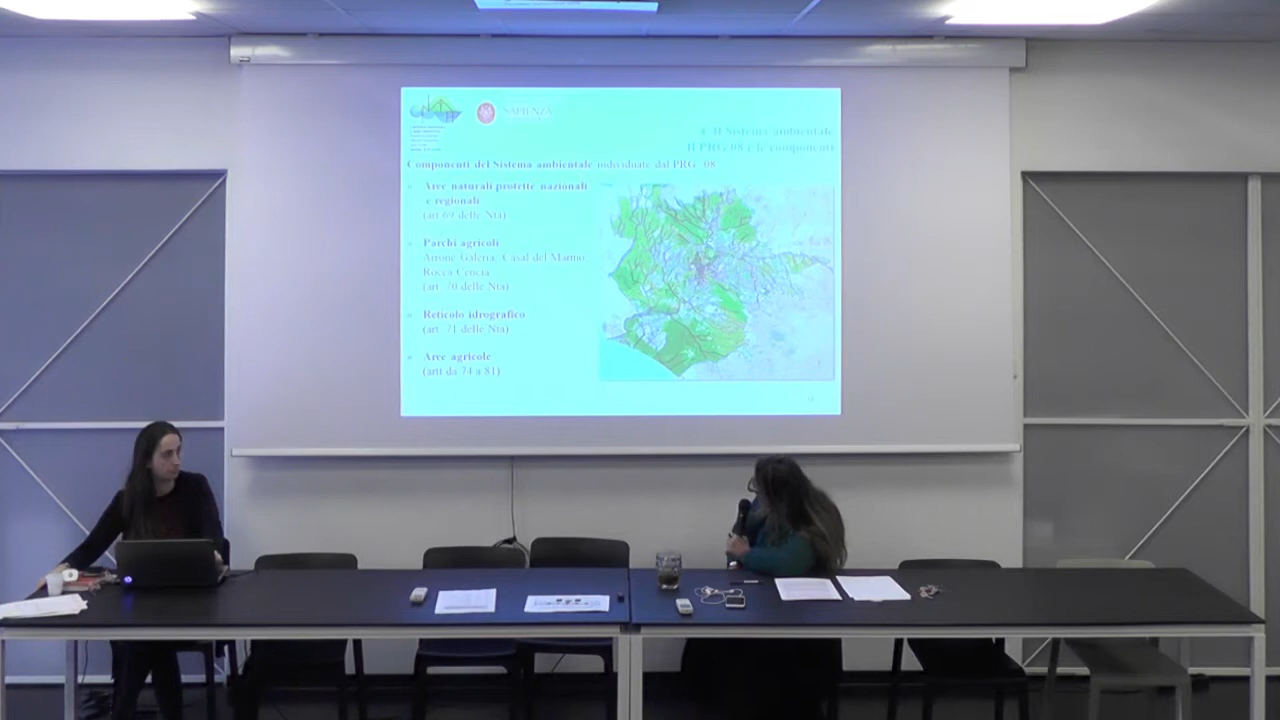 SAPIENZA
4. Il Sistema ambientale
Il PRG 08 e le componenti
Componenti del Sistema ambientale individuate dal PRG 08
Aree naturali protette nazionali
e regionali
(art 69 delle Nta)
Parchi agricoli
Arrone Galeria, Casal del Marmo
Rocca Cencia
(art. 70 delle Nta)
Reticolo idrografico
(art. 71 delle Nta)
Aree agricole
(artt da 74 a 81)